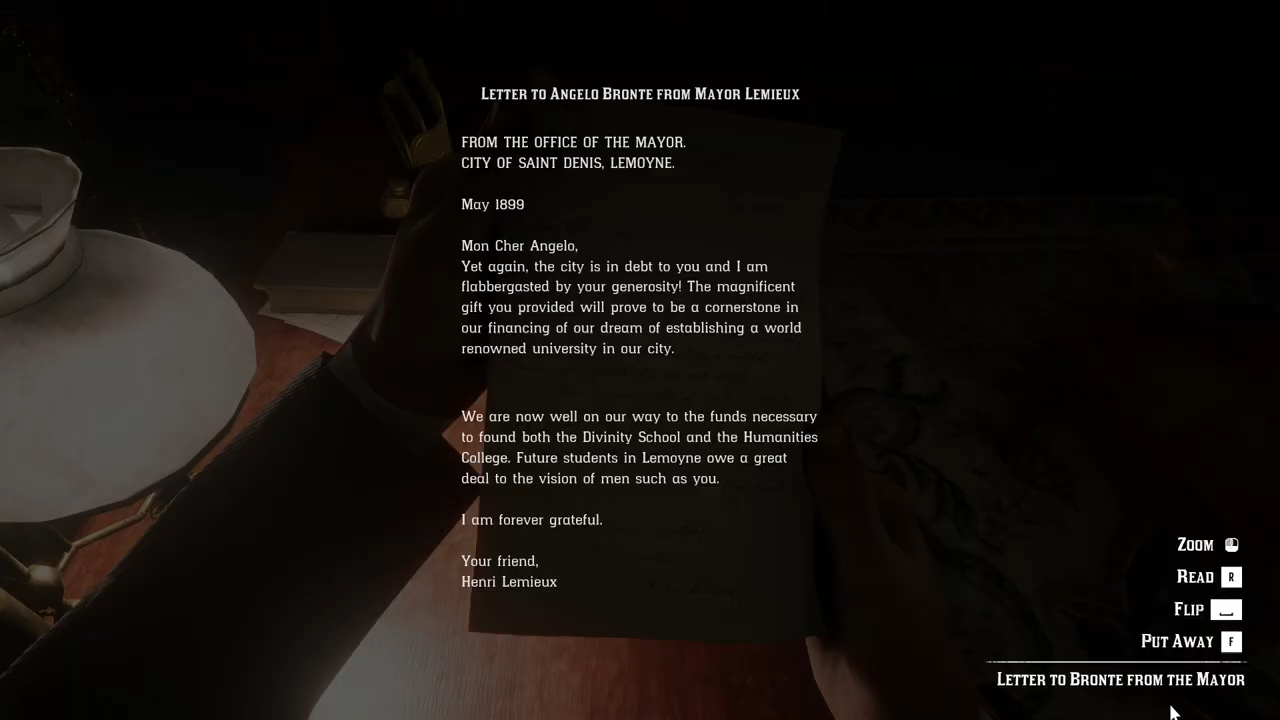 Letter to Angelo Bronte from Mayor Lemieux
FROM THE OFFICE OF THE MAYOR.
CITY OF SAINT DENIS, LEMOYNE.
May 1899
Mon Cher Angelo,
Yet again, the city is in debt to you and I am
flabbergasted by your generosity! The magnificent
gift you provided will prove to be a cornerstone in
our financing of our dream of establishing a world
renowned university in our city.
We are now well on our way to the funds necessary
to found both the Divinity School and the Humanities
College. Future students in Lemoyne owe a great
deal to the vision of men such as you.
I am forever grateful.
Your friend,
Henri Lemieux
Zoom
Read R
Flip
Put Away F
Letter to Bronte from the Mayor